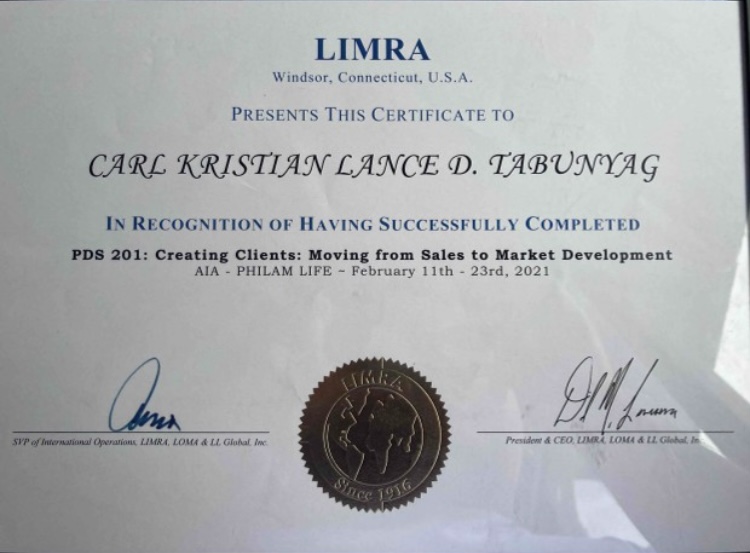 LIMRA
Windsor, Connecticut, U.S.A.
PRESENTS THIS CERTIFICATE TO
CARL KRISTIAN LANCE D. TABUNYAG
IN RECOGNITION OF HAVING SUCCESSFULLY COMPLETED
PDS 201: Creating Clients: Moving from Sales to Market Development
AIA - PHILAM LIFE ~ February 11th - 23rd, 2021
SVP of International Operations, LIMRA, LOMA & LL Global, Inc.
LIMRA
Since 1916
President & CEO, LIMRA, LOMA & LL Global,